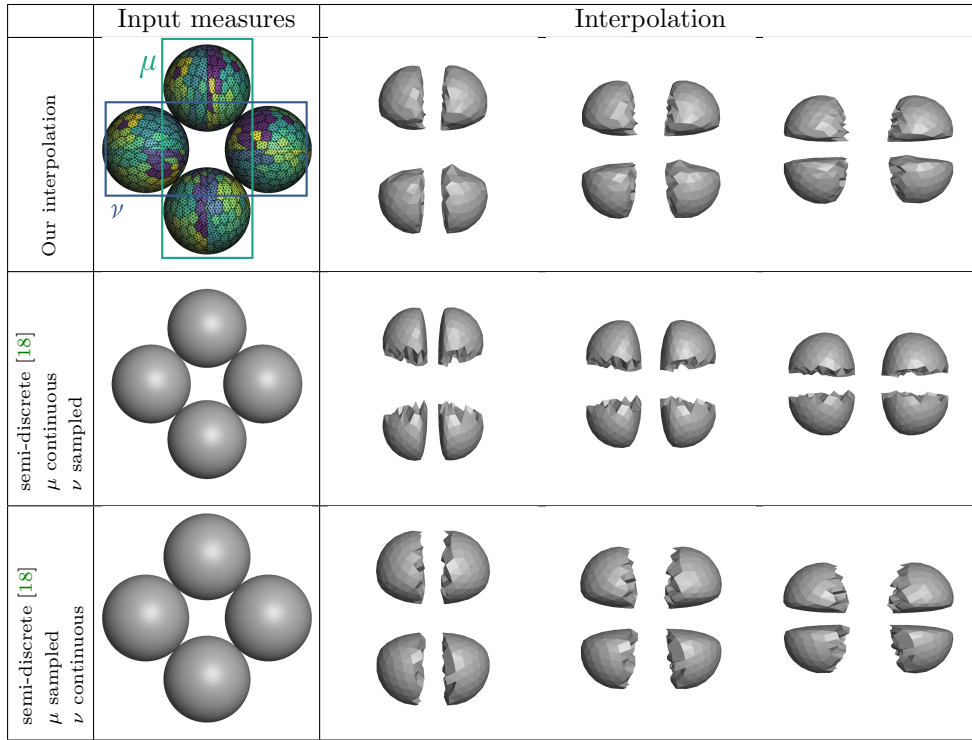 Input measures
Interpolation
Our interpolation
μ
ν
semi-discrete [18]
μ continuous
ν sampled
semi-discrete [18]
μ sampled
ν continuous